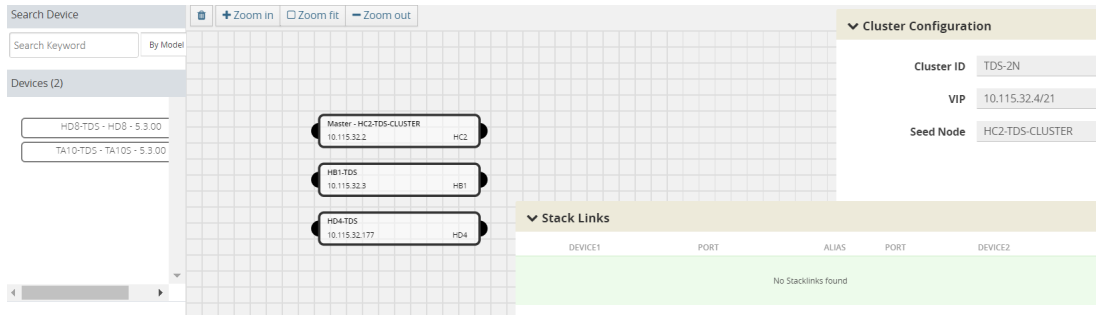 Search Device
Search Keyword
By Model
Devices (2)
HD8-TDS - HD8 - 5.3.00
TA10-TDS - TA10S - 5.3.00
Zoom in
Zoom fit
Zoom out
Master - HC2-TDS-CLUSTER
10.115.32.2 HC2
HB1-TDS
10.115.32.3 HB1
HD4-TDS
10.115.32.177 HD4
Cluster Configuration
Cluster ID TDS-2N
VIP 10.115.32.4/21
Seed Node HC2-TDS-CLUSTER
Stack Links
DEVICE1 PORT ALIAS PORT DEVICE2
No Stacklinks found